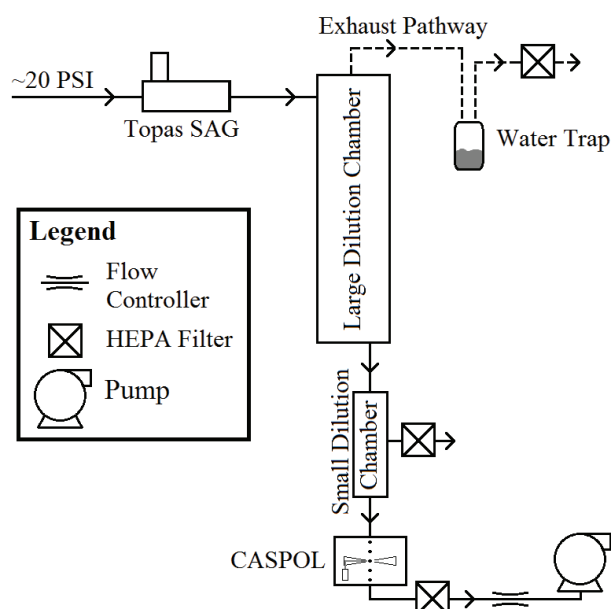 Exhaust Pathway
~20 PSI
Topas SAG
Water Trap
Large Dilution Chamber
Legend
Flow
Controller
HEPA Filter
Pump
Small Dilution
Chamber
CASPOL